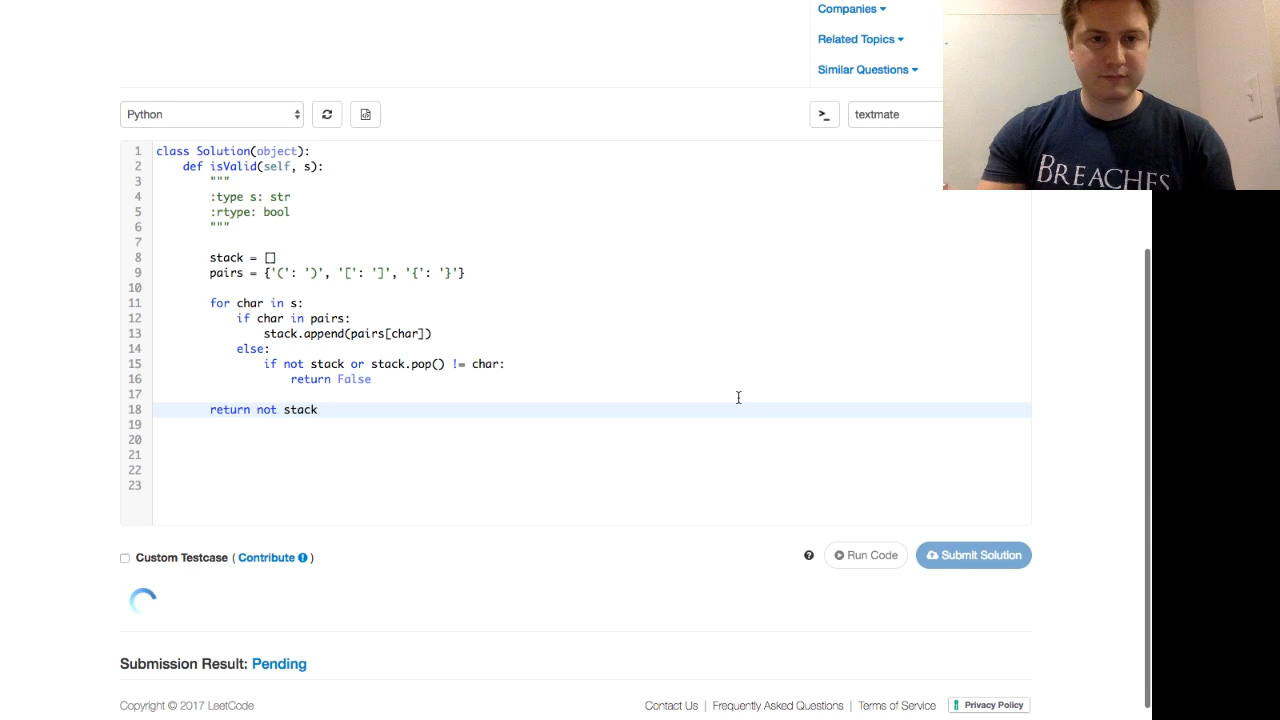 Companies
Related Topics
Similar Questions
BREACHES
Python
>_
textmate
1 class Solution(object):
2 def isValid(self, s):
3 """
4 :type s: str
5 :rtype: bool
6 """
7
8 stack = []
9 pairs = {'(': ')', '[': ']', '{': '}'}
10
11 for char in s:
12 if char in pairs:
13 stack.append(pairs[char])
14 else:
15 if not stack or stack.pop() != char:
16 return False
17
18 return not stack
19
20
21
22
23
Custom Testcase ( Contribute )
Run Code
Submit Solution
Submission Result: Pending
Copyright © 2017 LeetCode
Contact Us | Frequently Asked Questions | Terms of Service
Privacy Policy